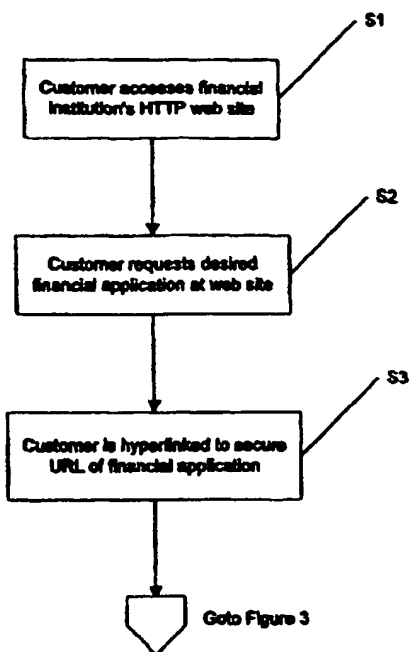 S1
Customer accesses financial
institution's HTTP web site
S2
Customer requests desired
financial application at web site
S3
Customer is hyperlinked to secure
URL of financial application
Goto Figure 3